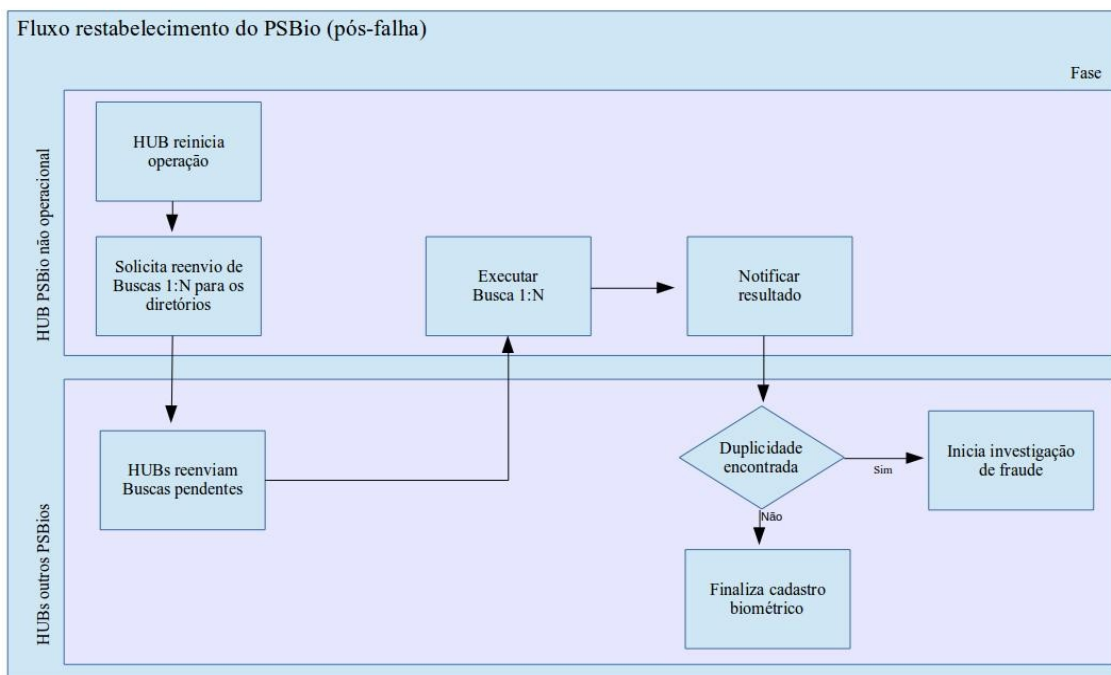 Fluxo restabelecimento do PSBio (pós-falha)
Fase
HUB PSBio não operacional
HUB reinicia
operação
Solicita reenvio de
Buscas 1:N para os
diretórios
Executar
Busca 1:N
Notificar
resultado
HUBs outros PSBios
HUBs reenviam
Buscas pendentes
Duplicidade
encontrada
Sim
Inicia investigação
de fraude
Não
Finaliza cadastro
biométrico